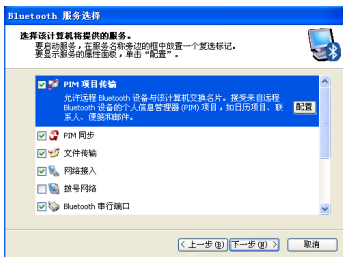 Bluetooth 服务选择
选择该计算机将提供的服务。
要启动服务，在服务名称旁边的框中放置一个复选标记。
要显示服务的属性面板，单击“配置”。
PIM 项目传输
允许远程 Bluetooth 设备与该计算机交换名片。接受来自远程
Bluetooth 设备的个人信息管理器 (PIM) 项目，如日历项目、联
系人、便笺和邮件。
配置
PIM 同步
文件传输
网络接入
拨号网络
Bluetooth 串行端口
< 上一步(B)
下一步(N) >
取消